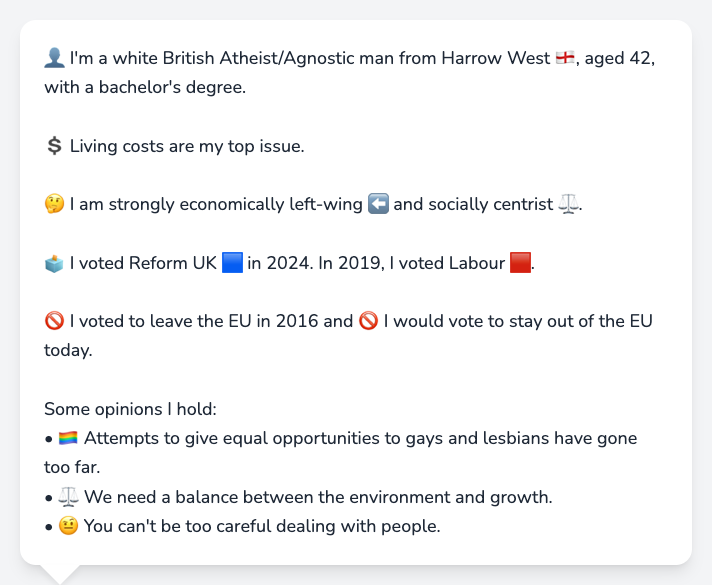 👤 I'm a white British Atheist/Agnostic man from Harrow West 🏴󠁧󠁢󠁥󠁮󠁧󠁿, aged 42,
with a bachelor's degree.
💲 Living costs are my top issue.
🤔 I am strongly economically left-wing ⬅️ and socially centrist ⚖️.
🗳️ I voted Reform UK 🟦 in 2024. In 2019, I voted Labour 🟥.
🚫 I voted to leave the EU in 2016 and 🚫 I would vote to stay out of the EU
today.
Some opinions I hold:
• 🏳️‍🌈 Attempts to give equal opportunities to gays and lesbians have gone
too far.
• ⚖️ We need a balance between the environment and growth.
• 🤨 You can't be too careful dealing with people.